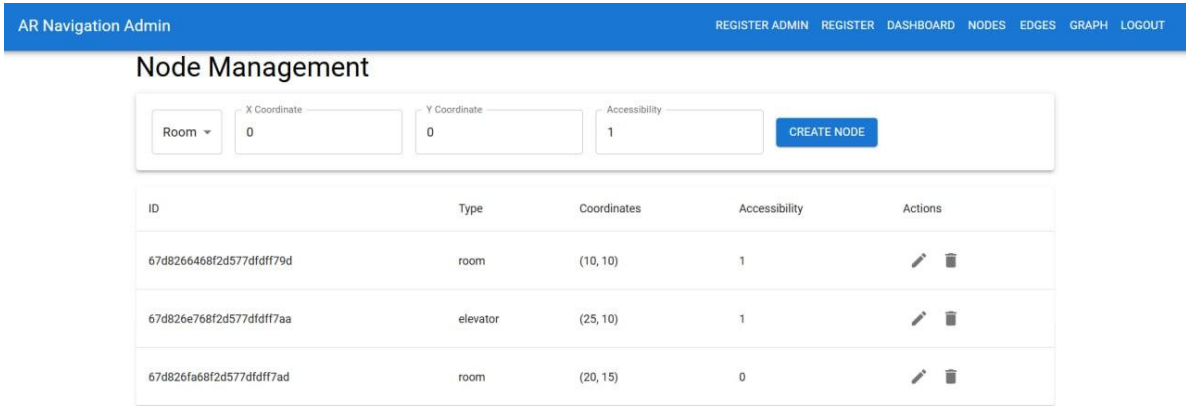 AR Navigation Admin REGISTER ADMIN REGISTER DASHBOARD NODES EDGES GRAPH LOGOUT
Node Management
X Coordinate Y Coordinate Accessibility
Room 0 0 1 CREATE NODE
ID Type Coordinates Accessibility Actions
67d8266468f2d577dfdff79d room (10, 10) 1
67d826e768f2d577dfdff7aa elevator (25, 10) 1
67d826fa68f2d577dfdff7ad room (20, 15) 0